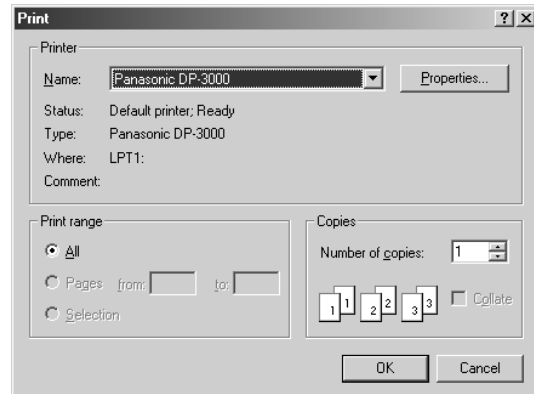 Print
Printer
Name: Panasonic DP-3000 Properties...
Status: Default printer; Ready
Type: Panasonic DP-3000
Where: LPT1:
Comment:
Print range
All
Pages from: to:
Selection
Copies
Number of copies: 1
1 1 2 2 3 3 Collate
OK Cancel